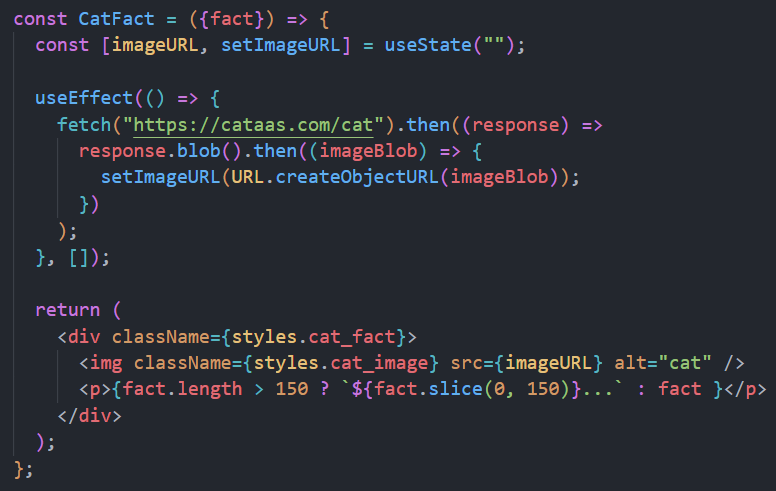 const CatFact = ({fact}) => {
  const [imageURL, setImageURL] = useState("");

  useEffect(() => {
    fetch("https://cataas.com/cat").then((response) =>
      response.blob().then((imageBlob) => {
        setImageURL(URL.createObjectURL(imageBlob));
      })
    );
  }, []);

  return (
    <div className={styles.cat_fact}>
      <img className={styles.cat_image} src={imageURL} alt="cat" />
      <p>{fact.length > 150 ? `${fact.slice(0, 150)}...` : fact }</p>
    </div>
  );
};